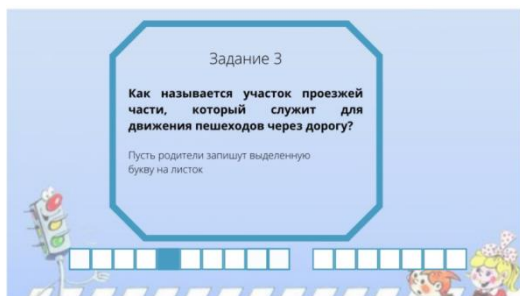 Задание 3
Как называется участок проезжей
части, который служит для
движения пешеходов через дорогу?
Пусть родители запишут выделенную
букву на листок